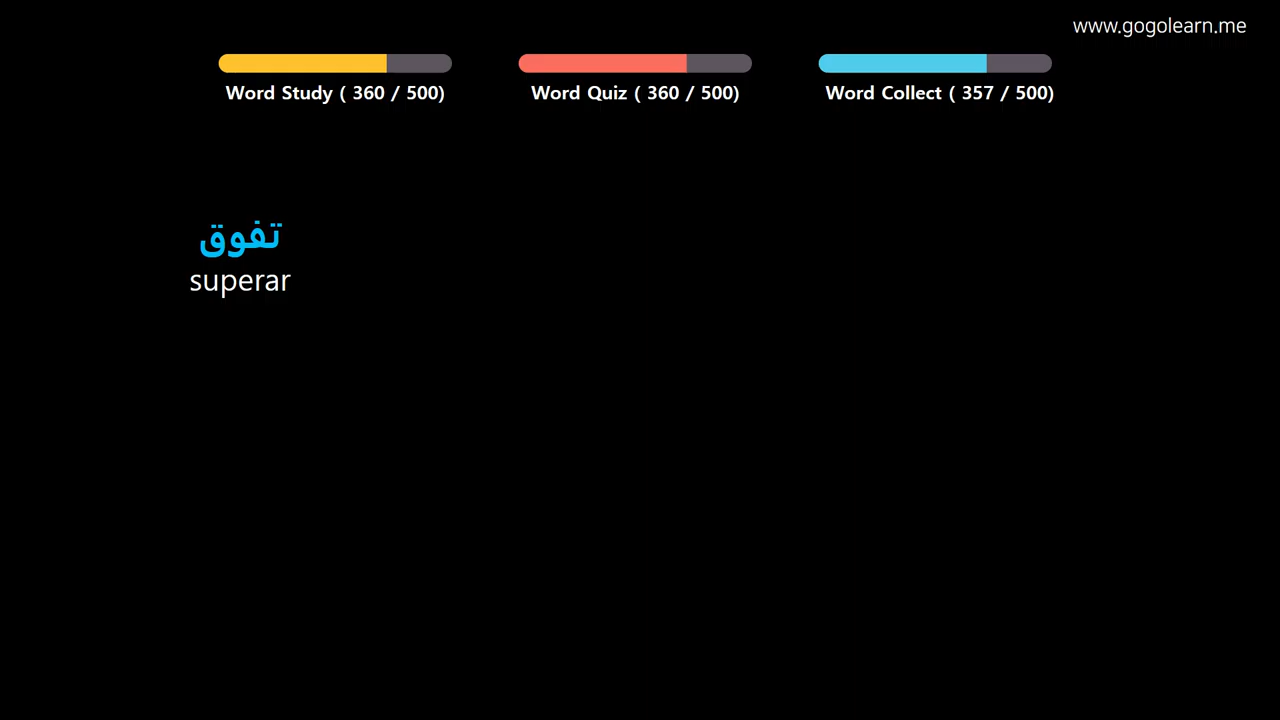 www.gogolearn.me
Word Study ( 360 / 500)
Word Quiz ( 360 / 500)
Word Collect ( 357 / 500)
تفوق
superar